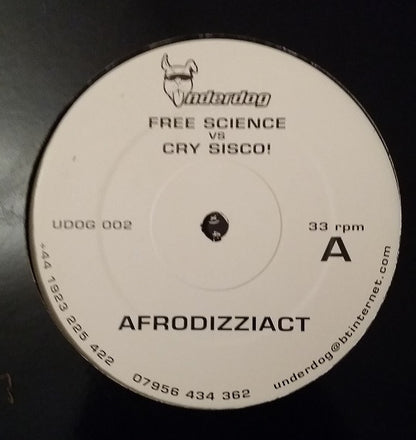 Underdog
FREE SCIENCE
VS
CRY SISCO!
UDOG 002
33 rpm
A
AFRODIZZIACT
+44 1923 225 422
07956 434 362
underdog@btinternet.com